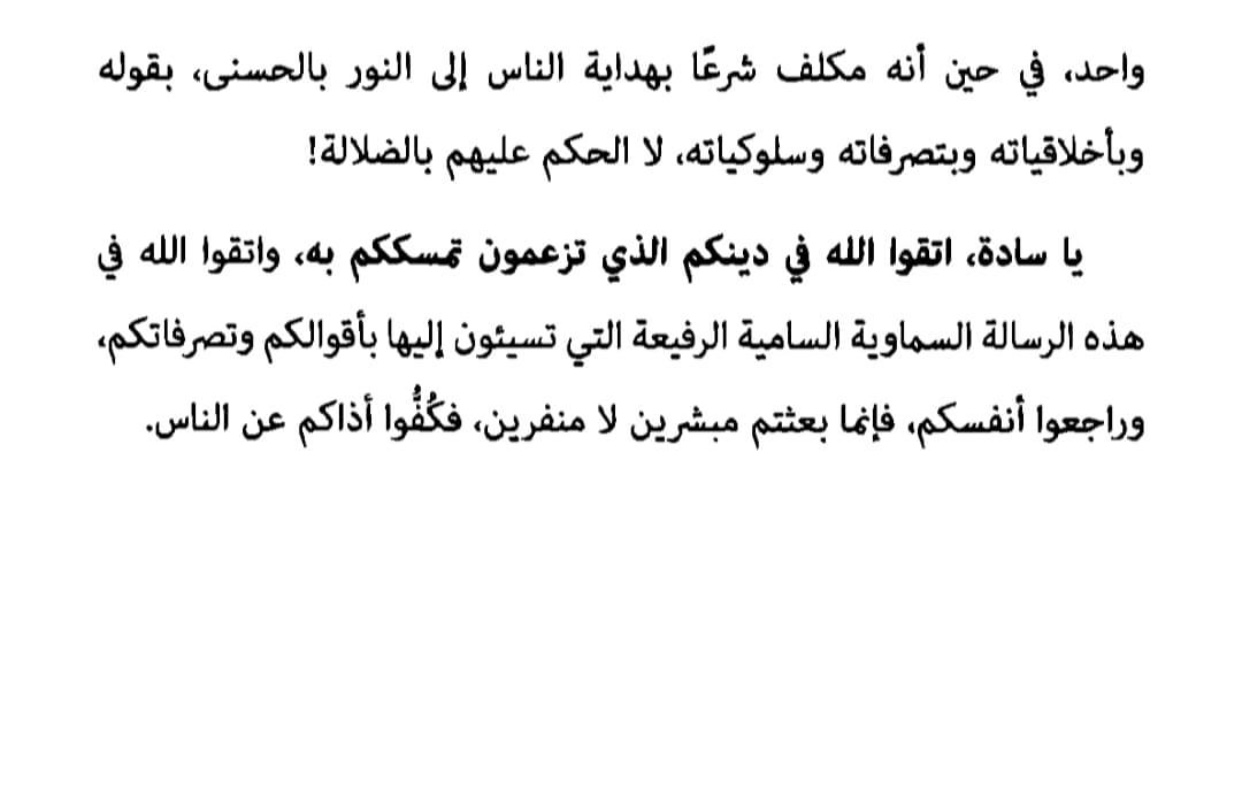 واحد، في حين أنه مكلف شرعًا بهداية الناس إلى النور بالحسنى، بقوله
وبأخلاقياته وبتصرفاته وسلوكياته، لا الحكم عليهم بالضلالة!
يا سادة، اتقوا الله في دينكم الذي تزعمون تمسككم به، واتقوا الله في
هذه الرسالة السماوية السامية الرفيعة التي تسيئون إليها بأقوالكم وتصرفاتكم،
وراجعوا أنفسكم، فإنما بعثتم مبشرين لا منفرين، فكُفُّوا أذاكم عن الناس.